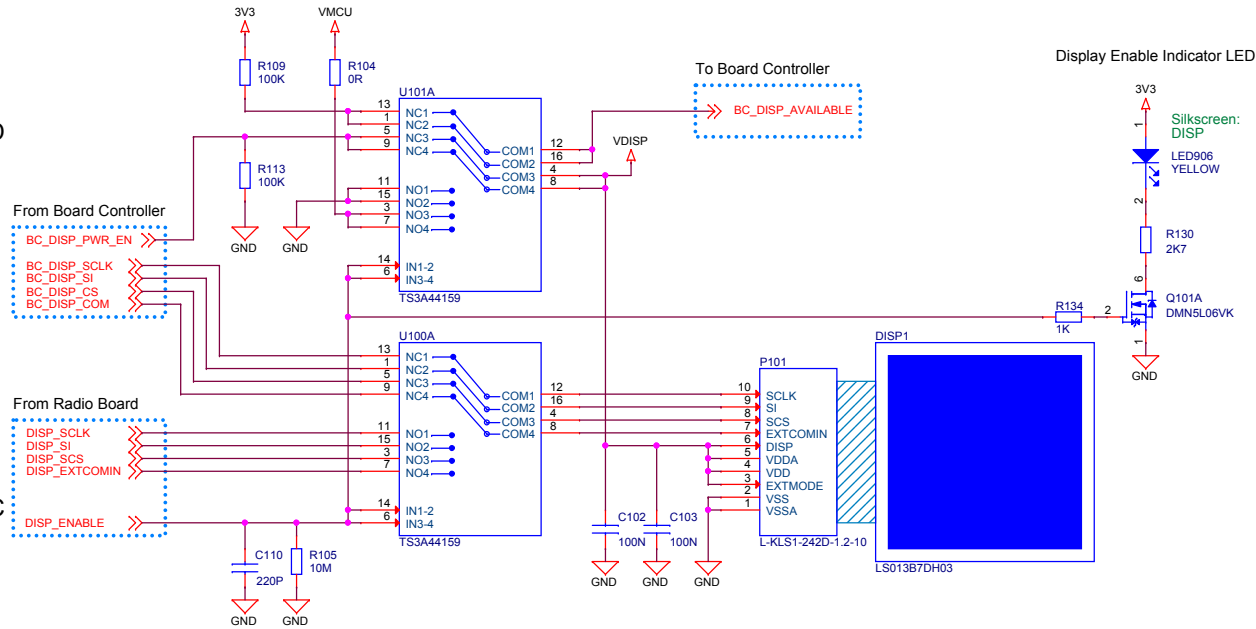 3V3
VMCU
R109
100K
R104
0R
U101A
13
NC1
1
NC2
5
NC3
9
NC4
11
NO1
15
NO2
3
NO3
7
NO4
14
IN1-2
6
IN3-4
COM1
12
COM2
16
COM3
4
COM4
8
TS3A44159
R113
100K
GND
GND
To Board Controller
BC_DISP_AVAILABLE
VDISP
Display Enable Indicator LED
3V3
1
Silkscreen:
DISP
LED906
YELLOW
2
R130
2K7
6
Q101A
DMN5L06VK
R134
1K
2
1
GND
From Board Controller
BC_DISP_PWR_EN
BC_DISP_SCLK
BC_DISP_SI
BC_DISP_CS
BC_DISP_COM
U100A
13
NC1
1
NC2
5
NC3
9
NC4
11
NO1
15
NO2
3
NO3
7
NO4
14
IN1-2
6
IN3-4
COM1
12
COM2
16
COM3
4
COM4
8
TS3A44159
From Radio Board
DISP_SCLK
DISP_SI
DISP_SCS
DISP_EXTCOMIN
DISP_ENABLE
C110
220P
R105
10M
GND
GND
P101
10
SCLK
9
SI
8
SCS
7
EXTCOMIN
6
DISP
5
VDDA
4
VDD
3
EXTMODE
2
VSS
1
VSSA
L-KLS1-242D-1.2-10
DISP1
LS013B7DH03
C102
100N
C103
100N
GND
GND
GND